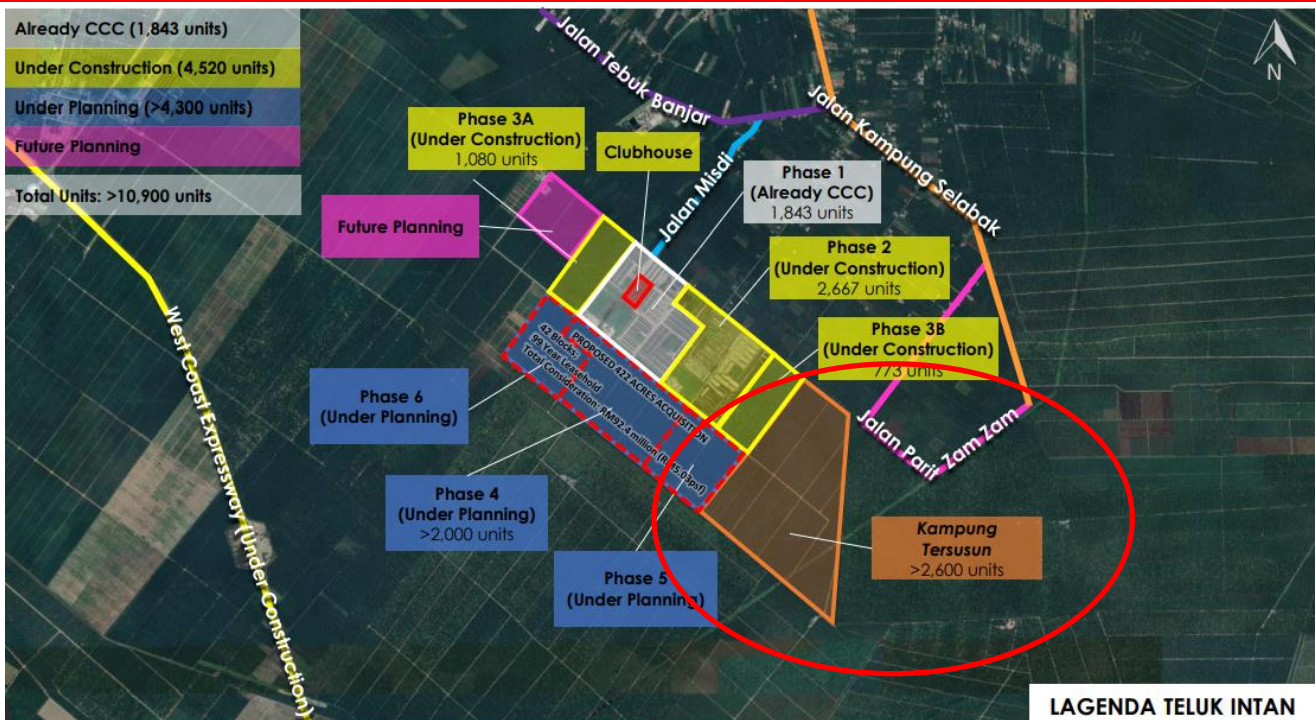 Already CCC (1,843 units)
Under Construction (4,520 units)
Under Planning (>4,300 units)
Future Planning
Total Units: >10,900 units
Jalan Tebuk Banjar
Jalan Kampung Selabak
N
Phase 3A
(Under Construction)
1,080 units
Clubhouse
Jalan Misdi
Phase 1
(Already CCC)
1,843 units
Future Planning
Phase 2
(Under Construction)
2,667 units
Phase 3B
(Under Construction)
773 units
West Coast Expressway (Under Construction)
PROPOSED 422 ACRES ACQUISITION
42 Blocks
99 Year Leasehold
Total Consideration: RM92.4 million (RM5.03psf)
Phase 6
(Under Planning)
Jalan Parit Zam Zam
Phase 4
(Under Planning)
>2,000 units
Kampung
Tersusun
>2,600 units
Phase 5
(Under Planning)
LAGENDA TELUK INTAN